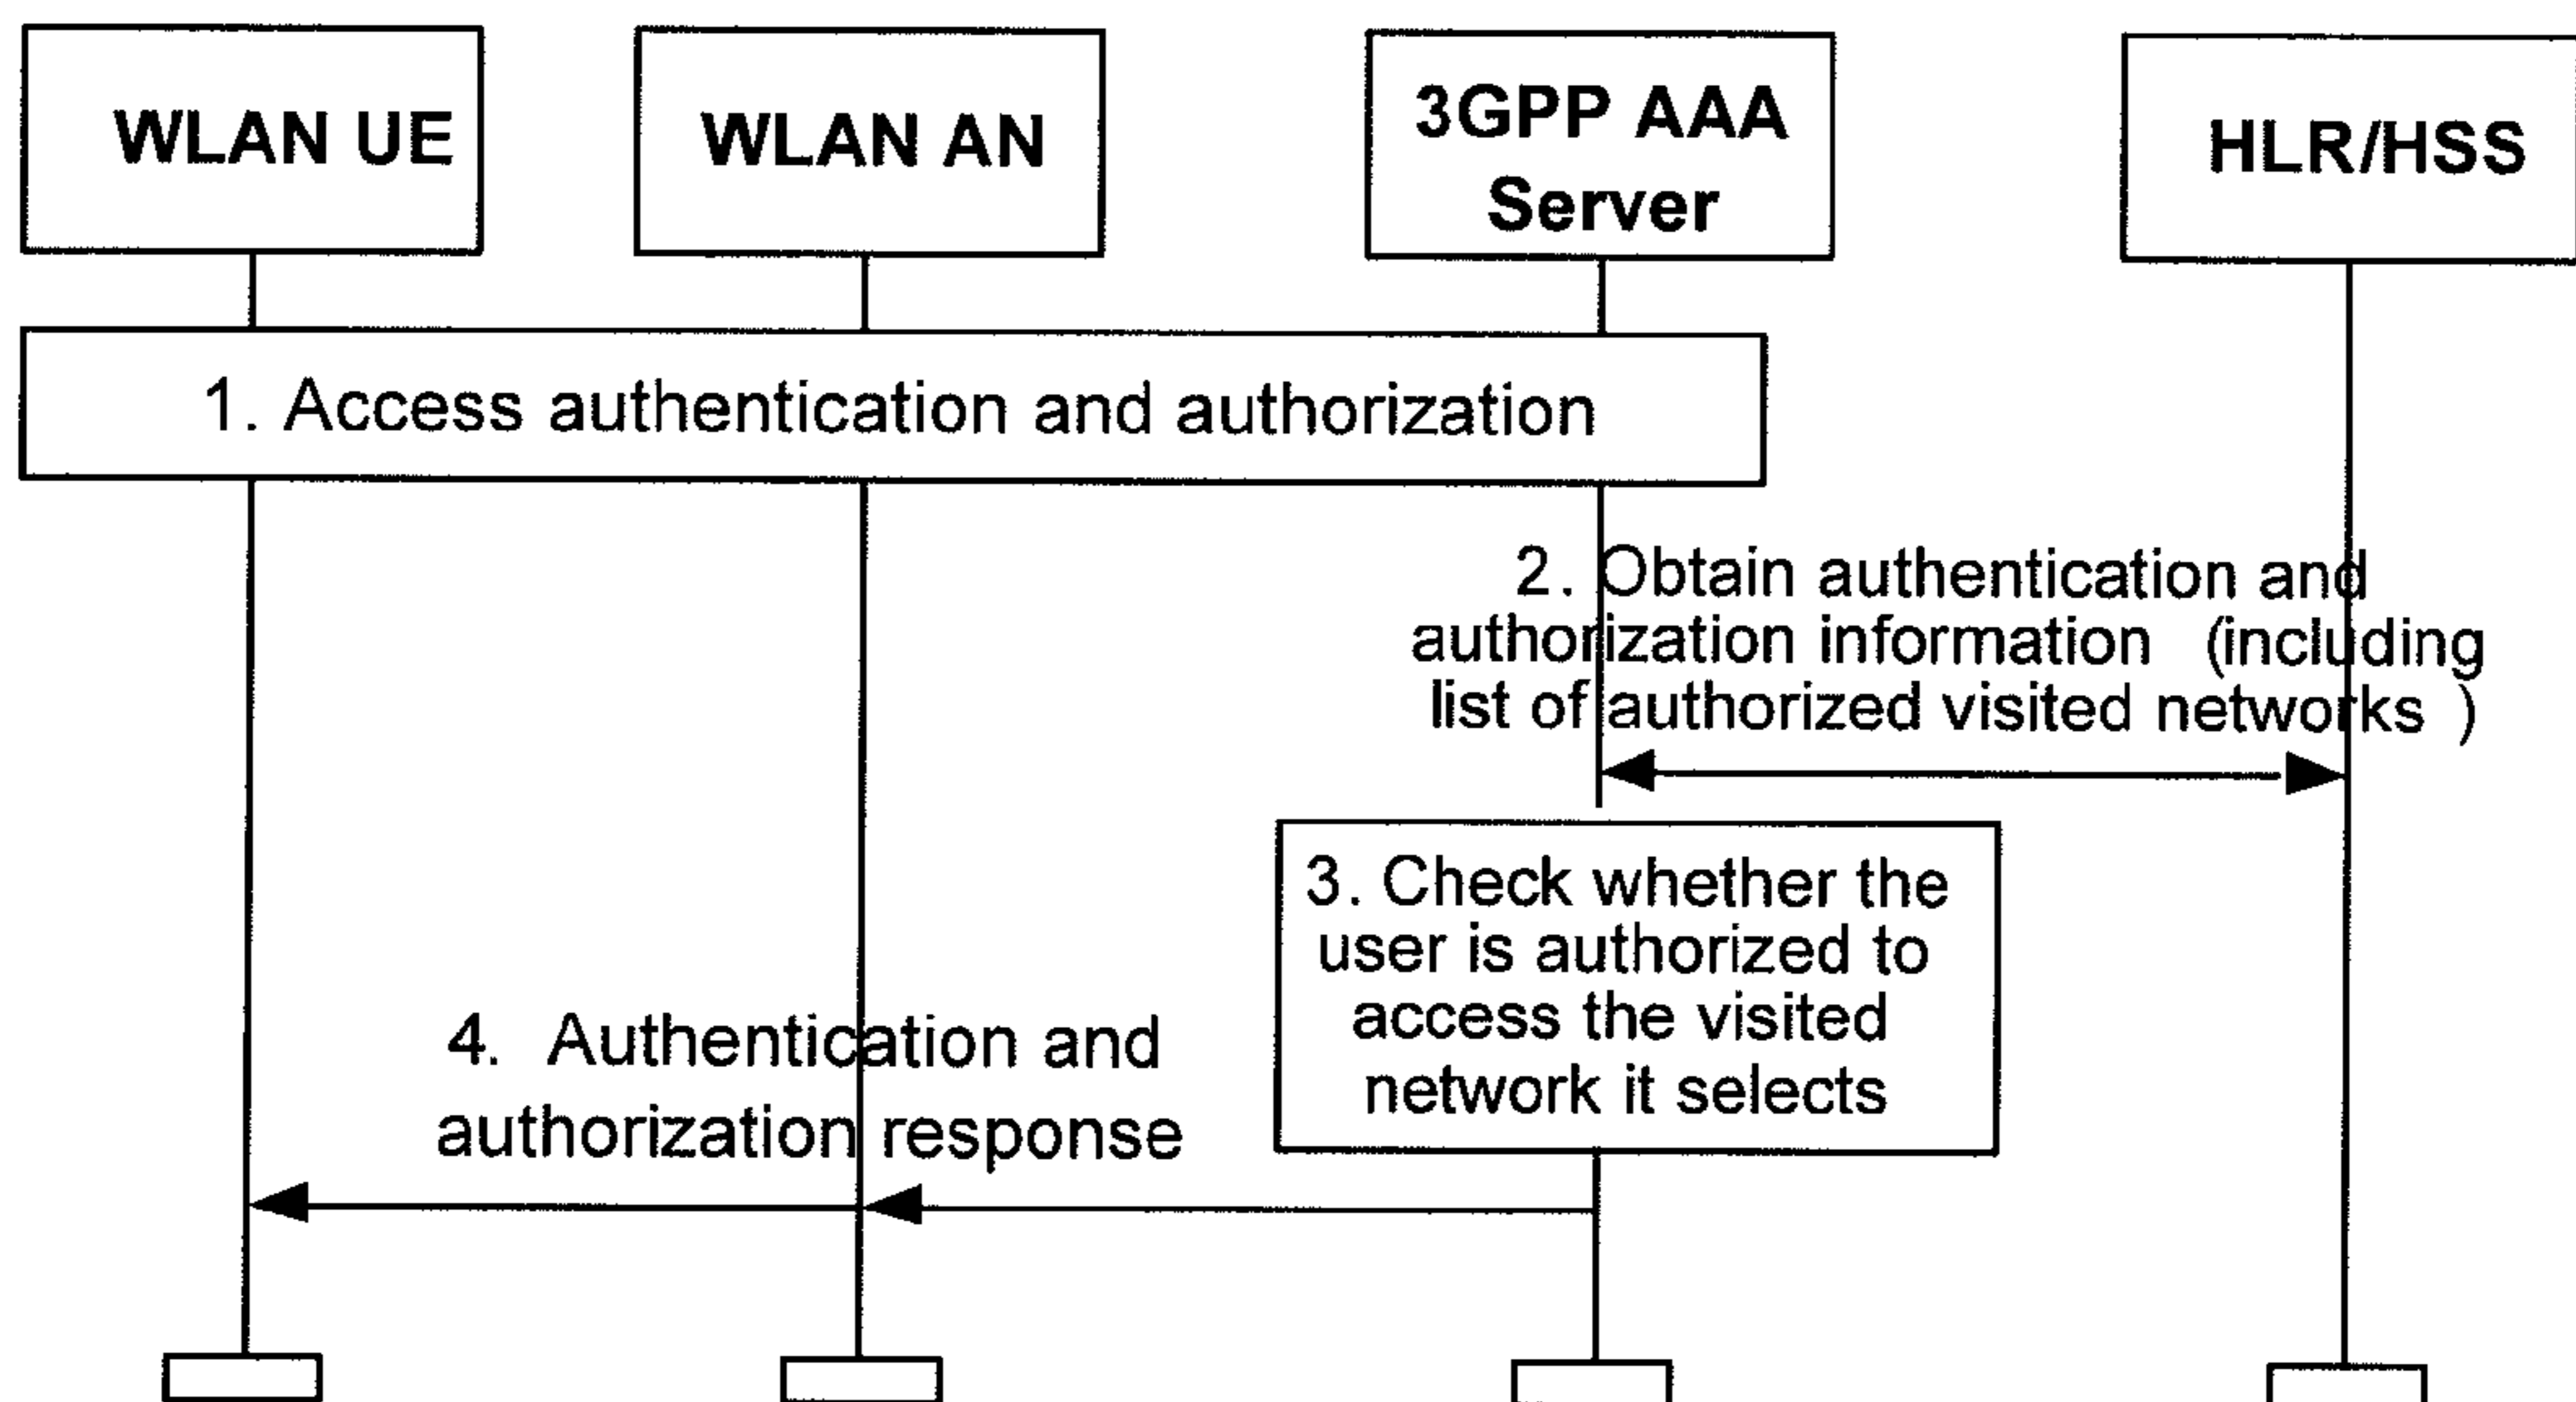 WLAN UE
WLAN AN
3GPP AAA
Server
HLR/HSS
1. Access authentication and authorization
2. Obtain authentication and
authorization information (including
list of authorized visited networks )
3. Check whether the
user is authorized to
access the visited
network it selects
4. Authentication and
authorization response